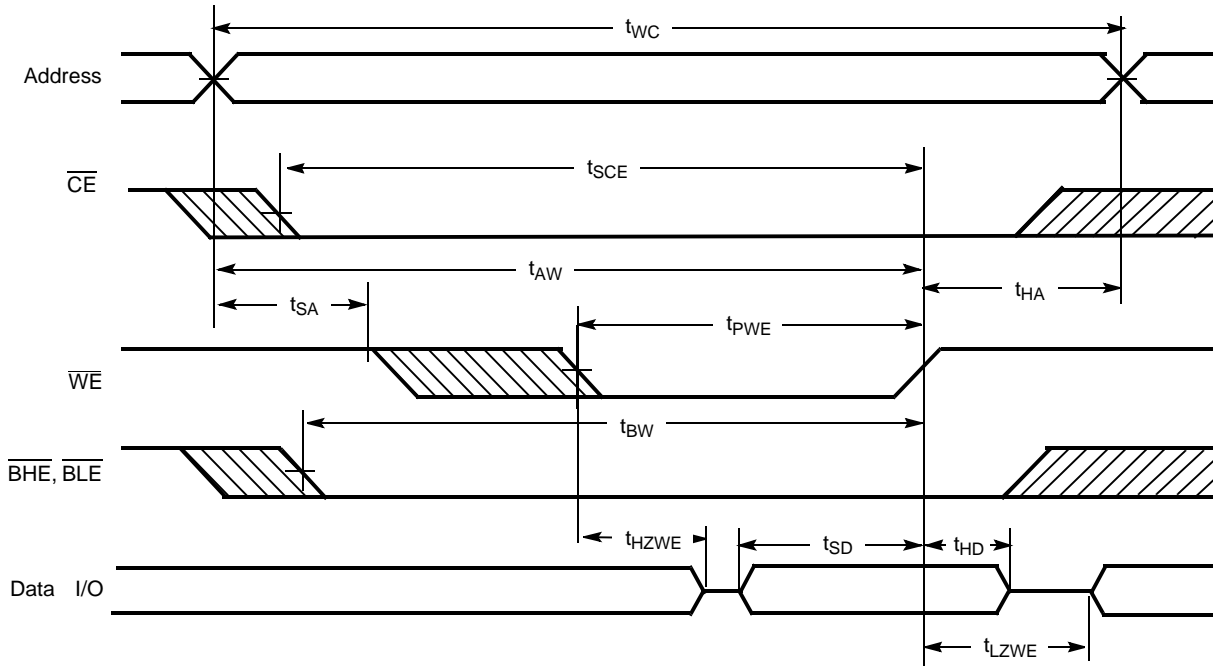 tWC
Address
tSCE
CE
tAW
tSA
tHA
tPWE
WE
tBW
BHE, BLE
tHZWE
tSD
tHD
Data I/O
tLZWE